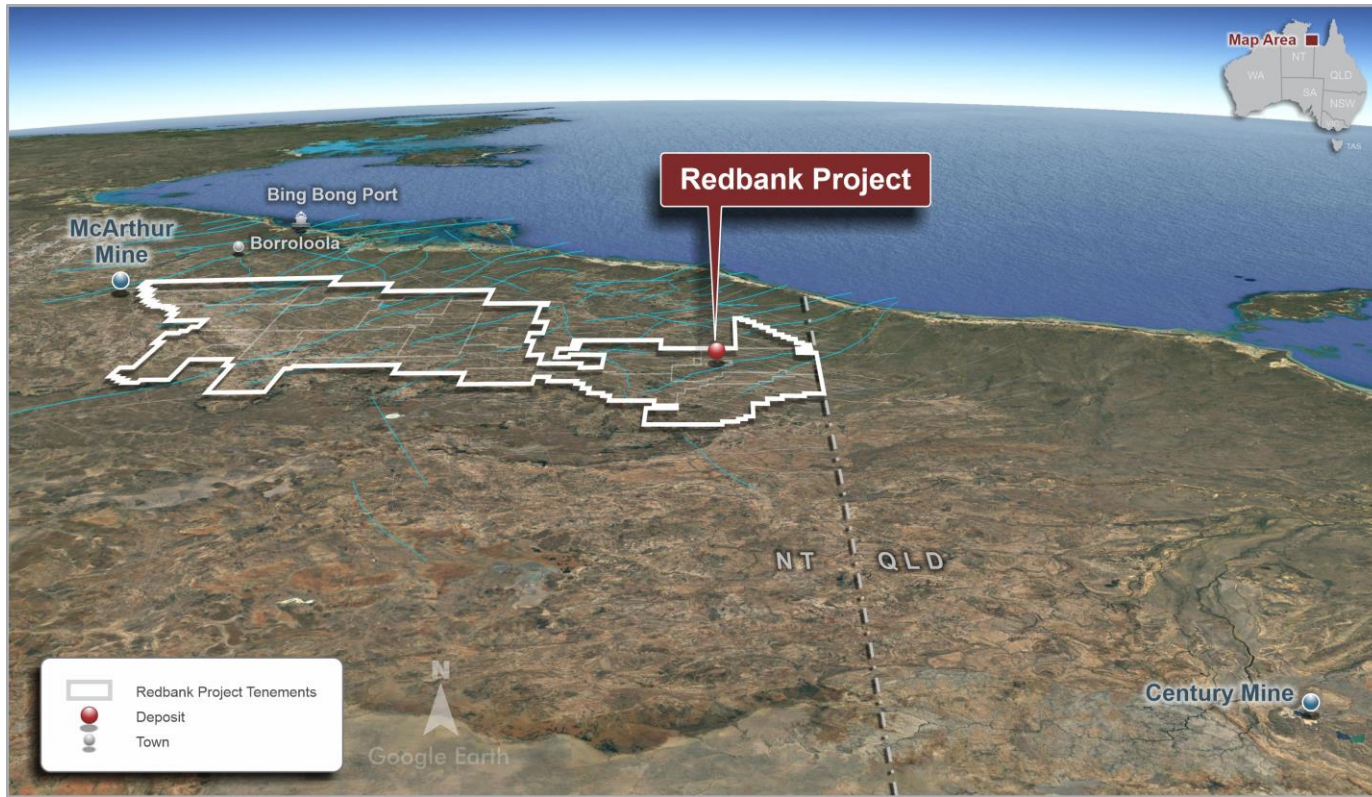 Map Area
WA
NT
QLD
SA
NSW
TAS
Redbank Project
Bing Bong Port
McArthur
Mine
Borroloola
NT
QLD
Century Mine
Redbank Project Tenements
Deposit
Town
N
Google Earth